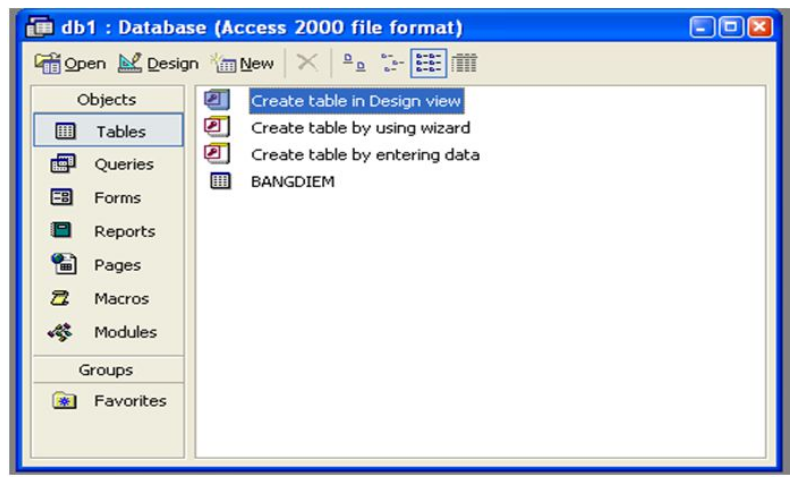 db1 : Database (Access 2000 file format)
Open Design New
Objects
Tables
Queries
Forms
Reports
Pages
Macros
Modules
Groups
Favorites
Create table in Design view
Create table by using wizard
Create table by entering data
BANGDIEM